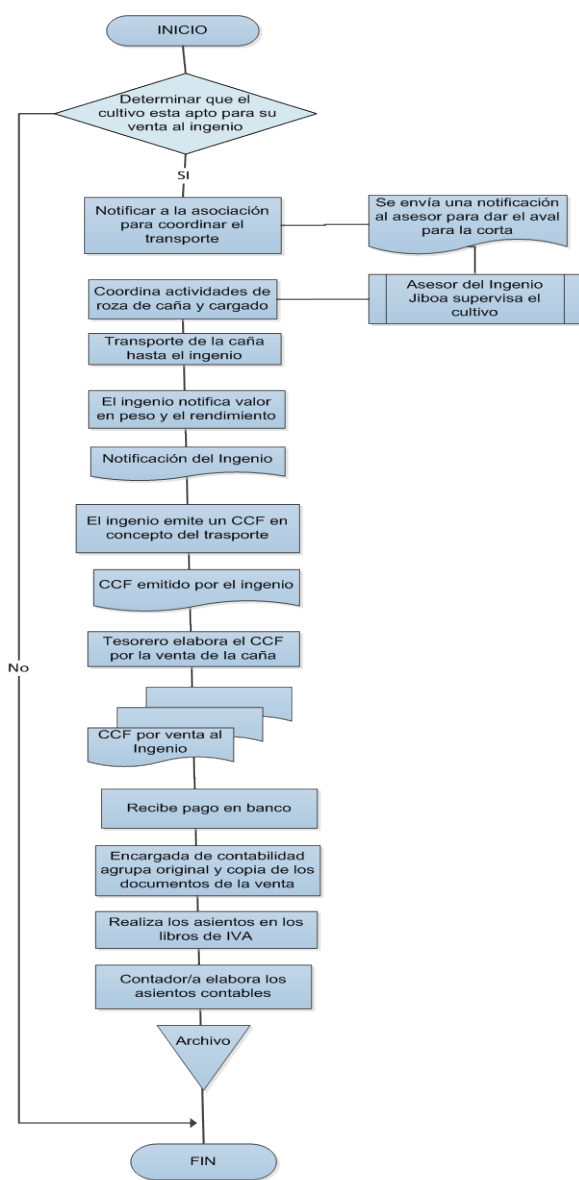 INICIO
Determinar que el
cultivo esta apto para su
venta al ingenio
SI
Notificar a la asociación
para coordinar el
transporte
Se envía una notificación
al asesor para dar el aval
para la corta
Asesor del Ingenio
Jiboa supervisa el
cultivo
Coordina actividades de
roza de caña y cargado
Transporte de la caña
hasta el ingenio
El ingenio notifica valor
en peso y el rendimiento
Notificación del Ingenio
El ingenio emite un CCF en
concepto del trasporte
CCF emitido por el ingenio
Tesorero elabora el CCF
por la venta de la caña
No
CCF por venta al
Ingenio
Recibe pago en banco
Encargada de contabilidad
agrupa original y copia de los
documentos de la venta
Realiza los asientos en los
libros de IVA
Contador/a elabora los
asientos contables
Archivo
FIN